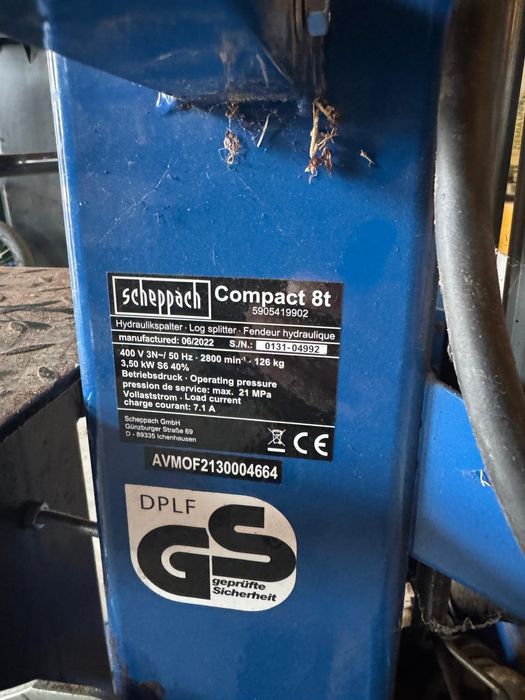 scheppach Compact 8t
5905419902
Hydraulikspalter · Log splitter · Fendeur hydraulique
manufactured: 06/2022 S./N.: 0131-04992
400 V 3N~/ 50 Hz · 2800 min⁻¹ · 126 kg
3,50 kW S6 40%
Betriebsdruck · Operating pressure
pression de service: max. 21 MPa
Vollaststrom · Load current
charge courant: 7.1 A
Scheppach GmbH
Günzburger Straße 69
D - 89335 Ichenhausen
CE
AVMOF2130004664
DPLF
GS
geprüfte
Sicherheit